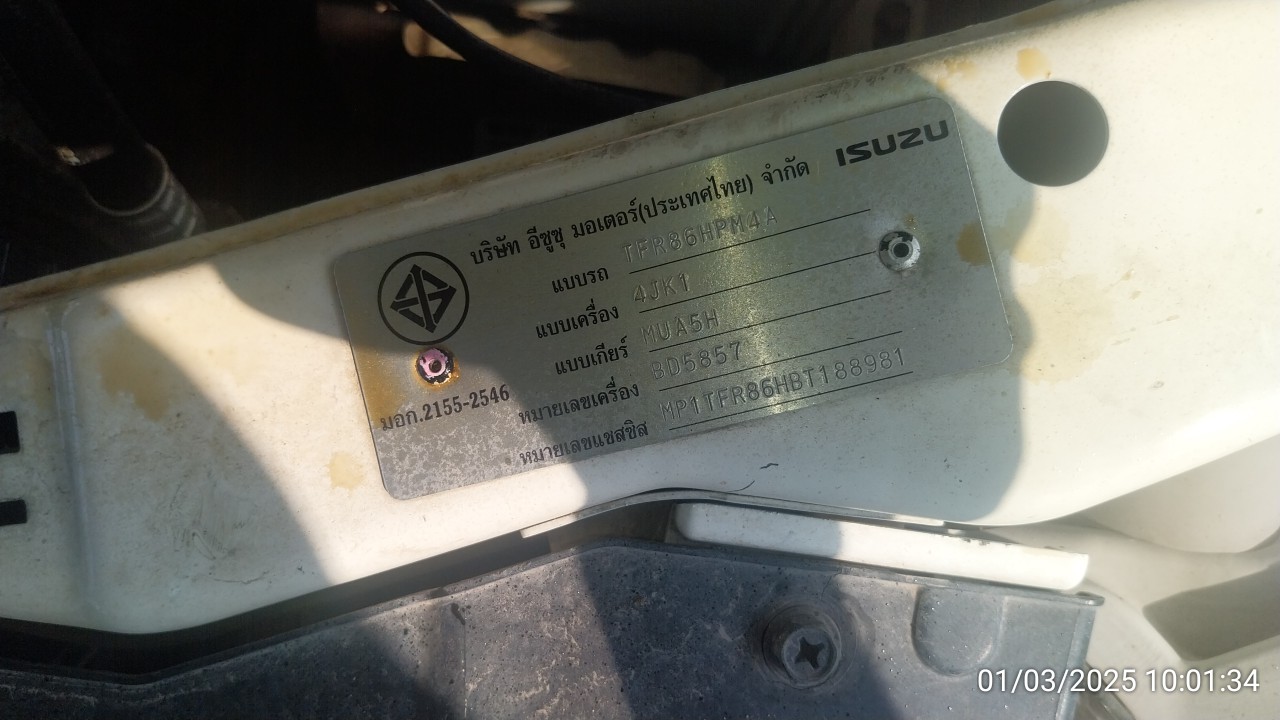 ISUZU
บริษัท อีซูซุ มอเตอร์(ประเทศไทย) จำกัด
แบบรถ TFR86HPM4A
แบบเครื่อง 4JK1
แบบเกียร์ MUA5H
หมายเลขเครื่อง BD5857
หมายเลขแชสซิส MP1TFR86HBT188981
มอก.2155-2546
01/03/2025 10:01:34